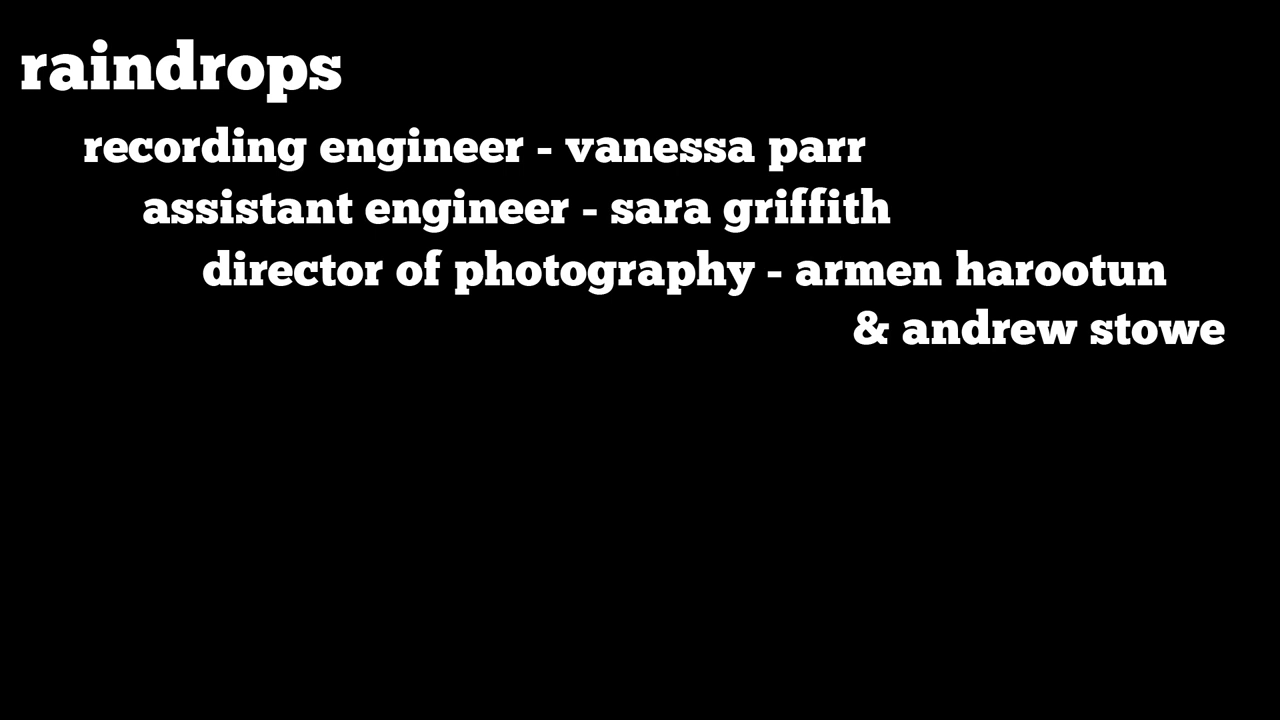 raindrops
recording engineer - vanessa parr
assistant engineer - sara griffith
director of photography - armen harootun
& andrew stowe